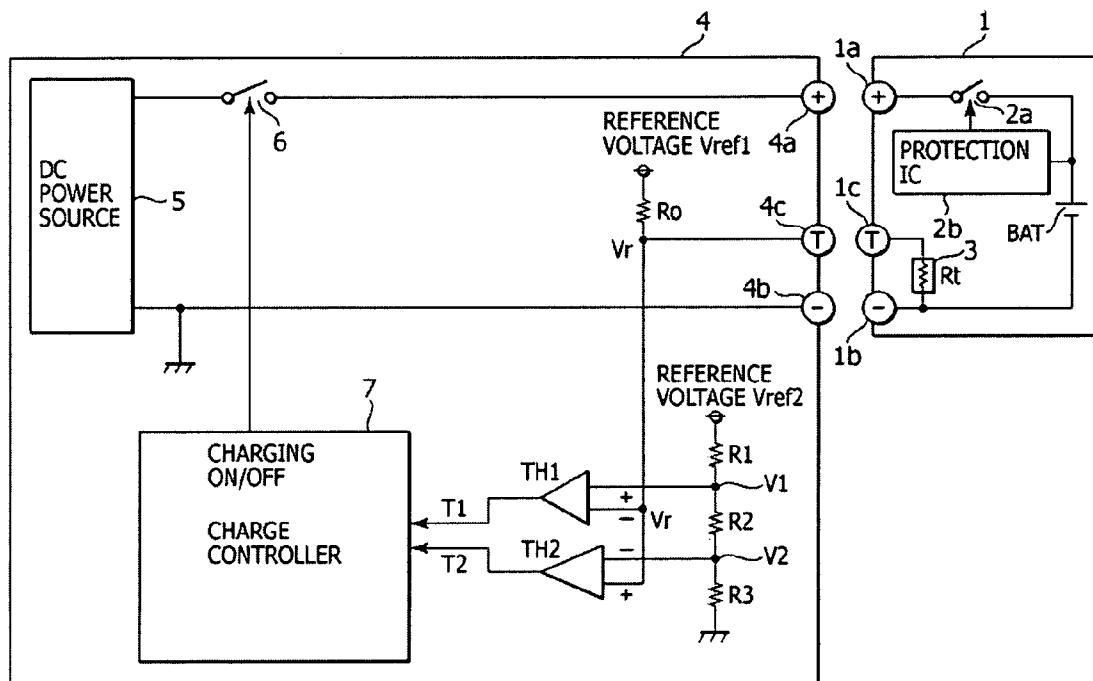 4
1
1a
+
+
6
4a
2a
REFERENCE
VOLTAGE Vref1
PROTECTION
IC
DC
POWER
SOURCE
5
Ro
4c
1c
2b
BAT
Vr
T
T
3
Rt
4b
−
−
1b
REFERENCE
VOLTAGE Vref2
7
R1
CHARGING
ON/OFF
TH1
V1
T1
+
−
Vr
R2
CHARGE
CONTROLLER
TH2
−
V2
T2
+
R3